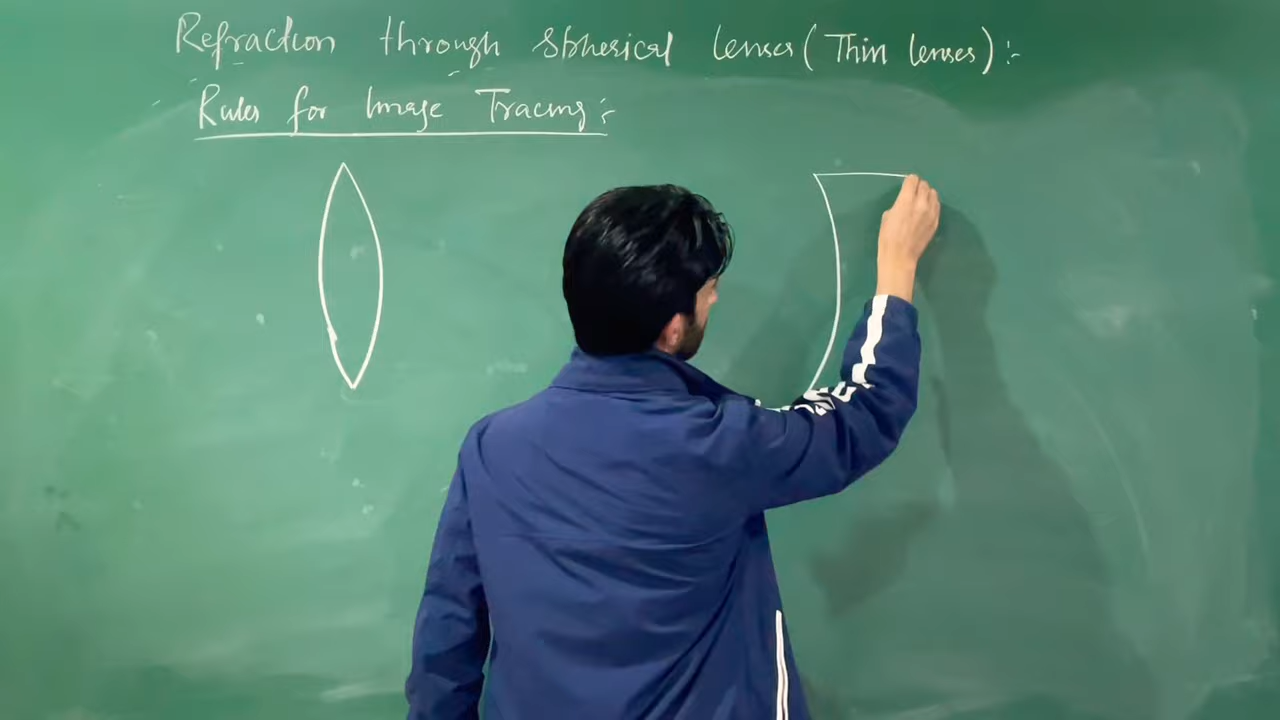 Refraction through Spherical lenses (Thin lenses) :-
Rules for Image Tracing :-